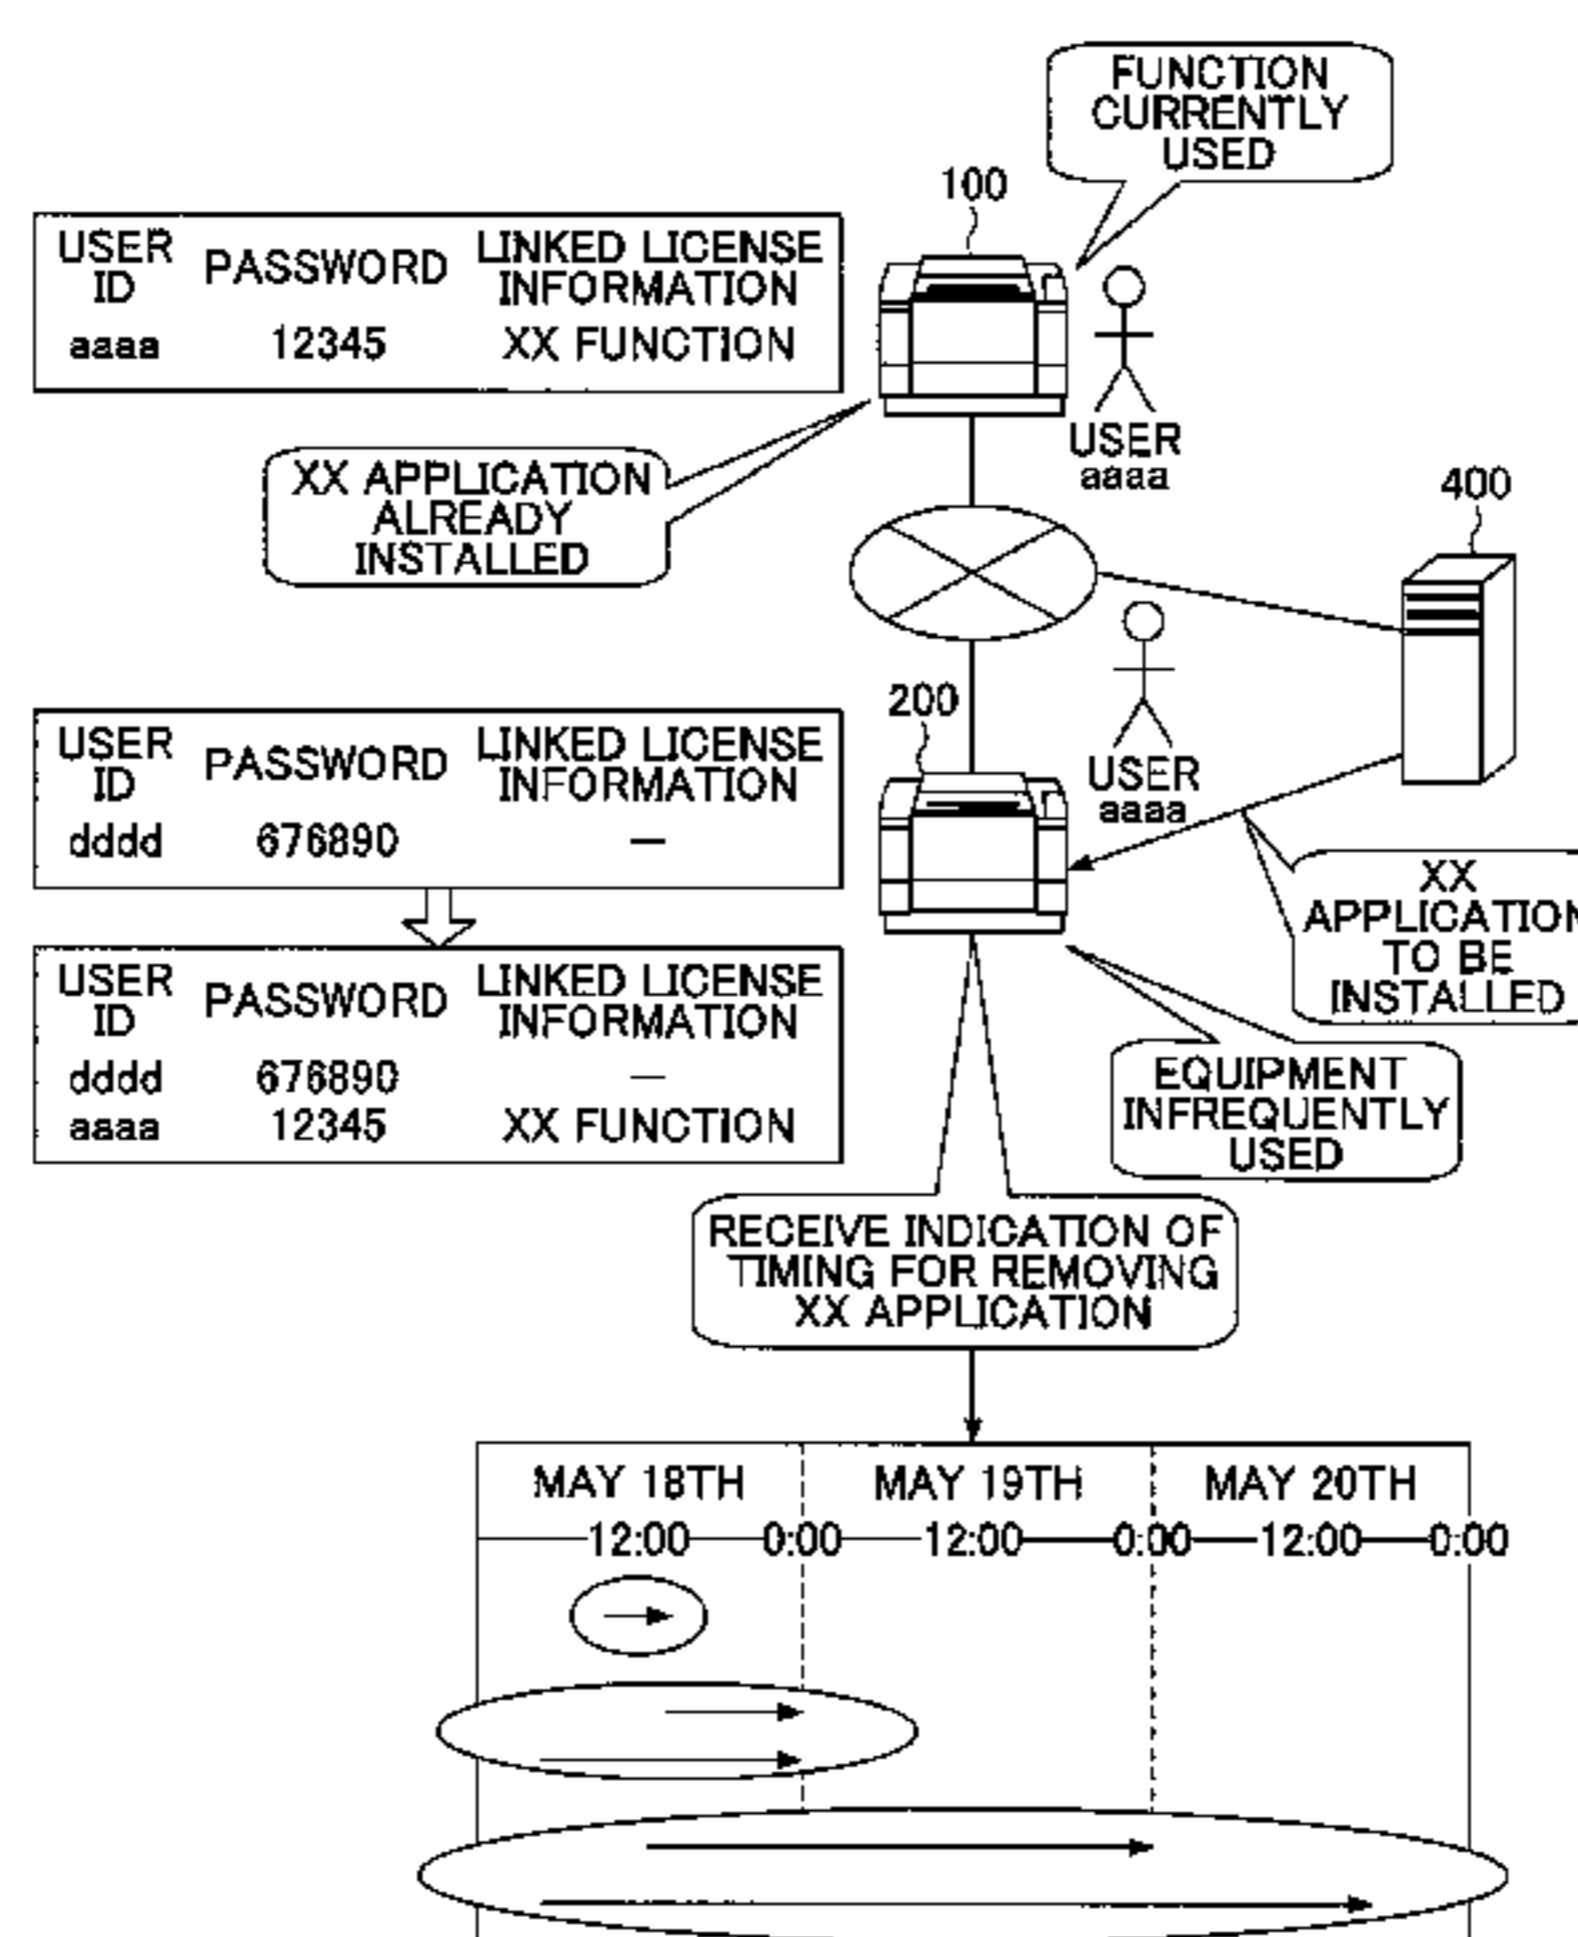 FUNCTION
CURRENTLY
USED
100
USER ID PASSWORD LINKED LICENSE INFORMATION
aaaa 12345 XX FUNCTION
USER
aaaa
XX APPLICATION
ALREADY
INSTALLED
400
USER
aaaa
200
USER ID PASSWORD LINKED LICENSE INFORMATION
dddd 676890 —
XX
APPLICATION
TO BE
INSTALLED
USER ID PASSWORD LINKED LICENSE INFORMATION
dddd 676890 —
aaaa 12345 XX FUNCTION
EQUIPMENT
INFREQUENTLY
USED
RECEIVE INDICATION OF
TIMING FOR REMOVING
XX APPLICATION
MAY 18TH MAY 19TH MAY 20TH
12:00 0:00 12:00 0:00 12:00 0:00